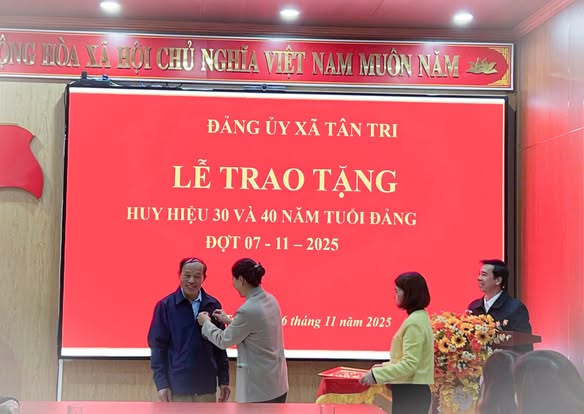 CỘNG HÒA XÃ HỘI CHỦ NGHĨA VIỆT NAM MUÔN NĂM
ĐẢNG ỦY XÃ TÂN TRI
LỄ TRAO TẶNG
HUY HIỆU 30 VÀ 40 NĂM TUỔI ĐẢNG
ĐỢT 07 - 11 – 2025
6 tháng 11 năm 2025